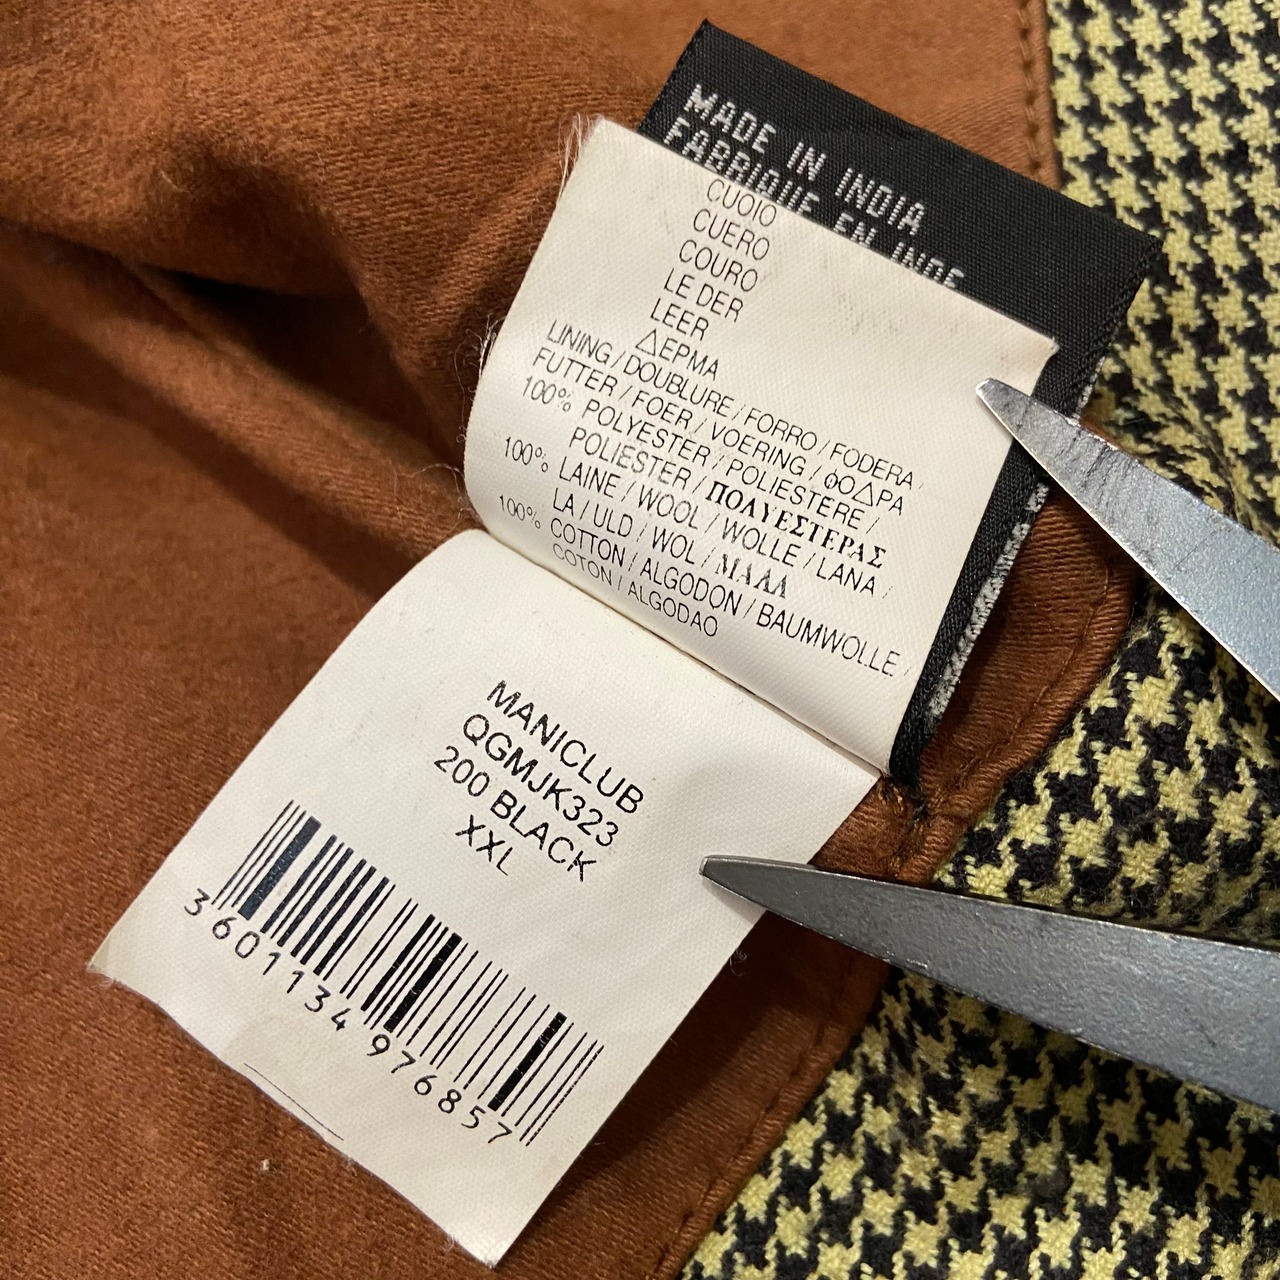 MADE IN INDIA
FABRIQUE EN INDE
CUOIO
CUERO
COURO
LE DER
LEER
ΔΕΡΜΑ
LINING / DOUBLURE / FORRO / FODERA
FUTTER / FOER / VOERING / ΦΟΔΡΑ
100% POLYESTER / POLIESTERE /
POLIESTER / ΠΟΛΥΕΣΤΕΡΑΣ
100% LAINE / WOOL / WOLLE / LANA /
LA / ULD / WOL / ΜΑΛΛ
100% COTTON / ALGODON / BAUMWOLLE /
COTON / ALGODAO
MANICLUB
QGMJK323
200 BLACK
XXL
3601134976857